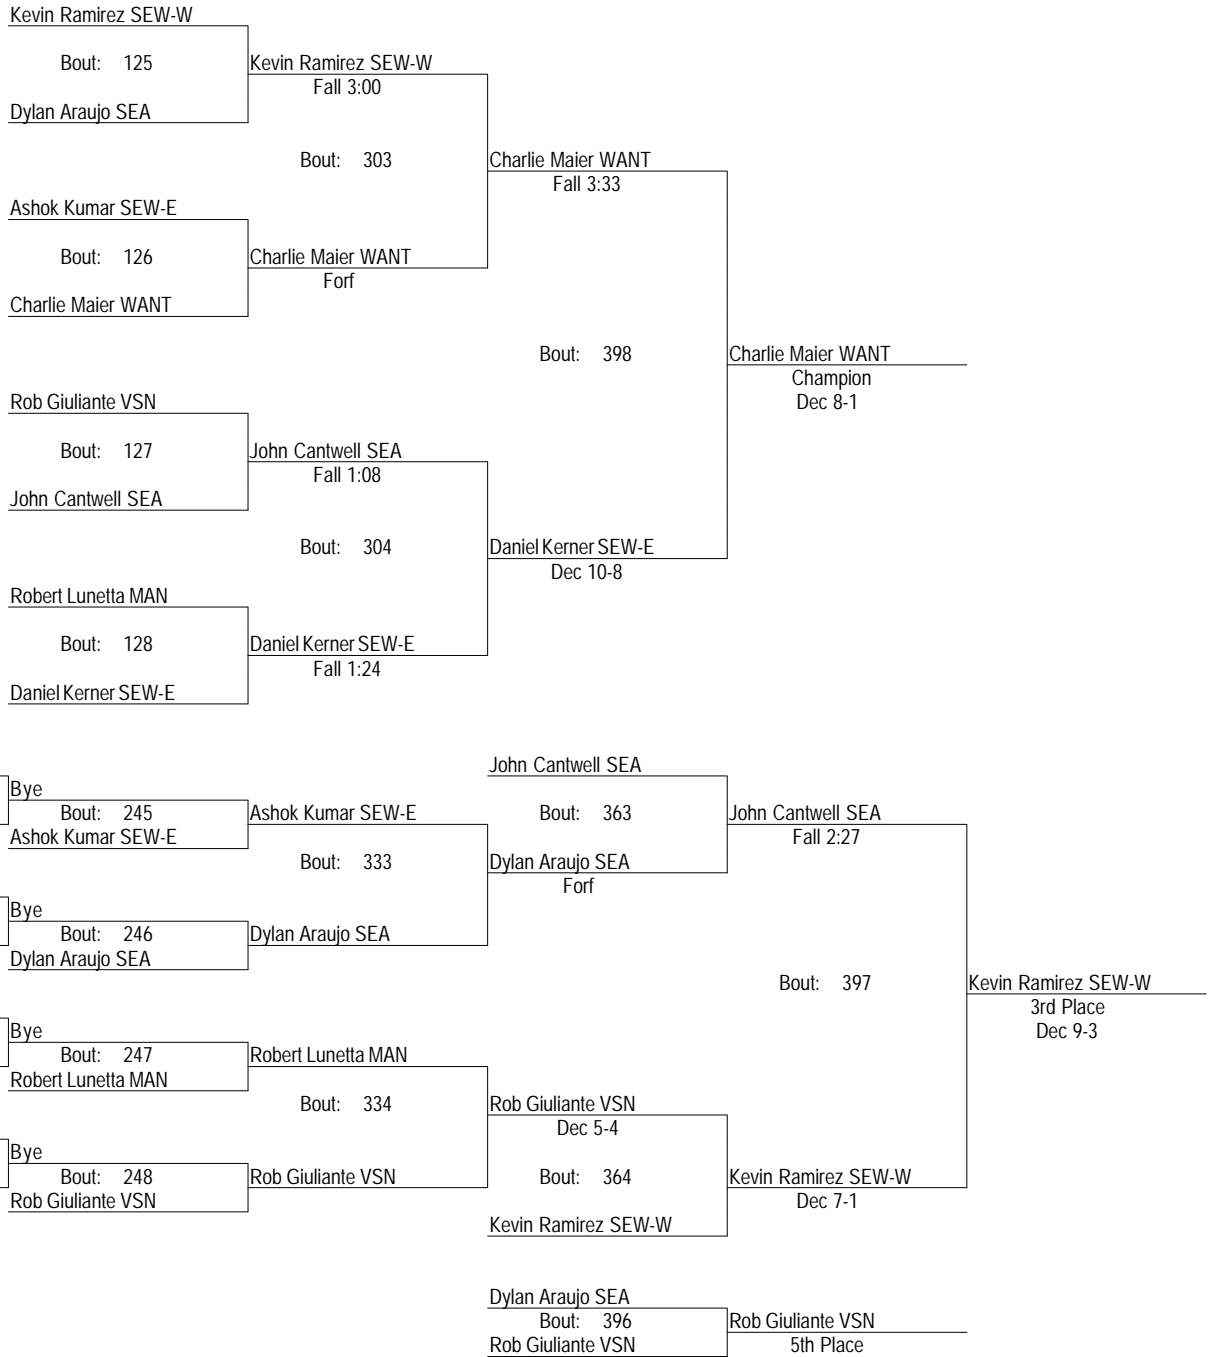 Kevin Ramirez SEW-W
Bout: 125
Kevin Ramirez SEW-W
Fall 3:00
Dylan Araujo SEA
Bout: 303
Charlie Maier WANT
Fall 3:33
Ashok Kumar SEW-E
Bout: 126
Charlie Maier WANT
Forf
Charlie Maier WANT
Bout: 398
Charlie Maier WANT
Champion
Dec 8-1
Rob Giuliante VSN
Bout: 127
John Cantwell SEA
Fall 1:08
John Cantwell SEA
Bout: 304
Daniel Kerner SEW-E
Dec 10-8
Robert Lunetta MAN
Bout: 128
Daniel Kerner SEW-E
Fall 1:24
Daniel Kerner SEW-E
John Cantwell SEA
Bye
Bout: 245
Ashok Kumar SEW-E
Bout: 363
John Cantwell SEA
Fall 2:27
Ashok Kumar SEW-E
Bout: 333
Dylan Araujo SEA
Forf
Bye
Bout: 246
Dylan Araujo SEA
Dylan Araujo SEA
Bout: 397
Kevin Ramirez SEW-W
3rd Place
Dec 9-3
Bye
Bout: 247
Robert Lunetta MAN
Robert Lunetta MAN
Bout: 334
Rob Giuliante VSN
Dec 5-4
Bye
Bout: 248
Rob Giuliante VSN
Bout: 364
Kevin Ramirez SEW-W
Dec 7-1
Rob Giuliante VSN
Kevin Ramirez SEW-W
Dylan Araujo SEA
Bout: 396
Rob Giuliante VSN
Rob Giuliante VSN
5th Place